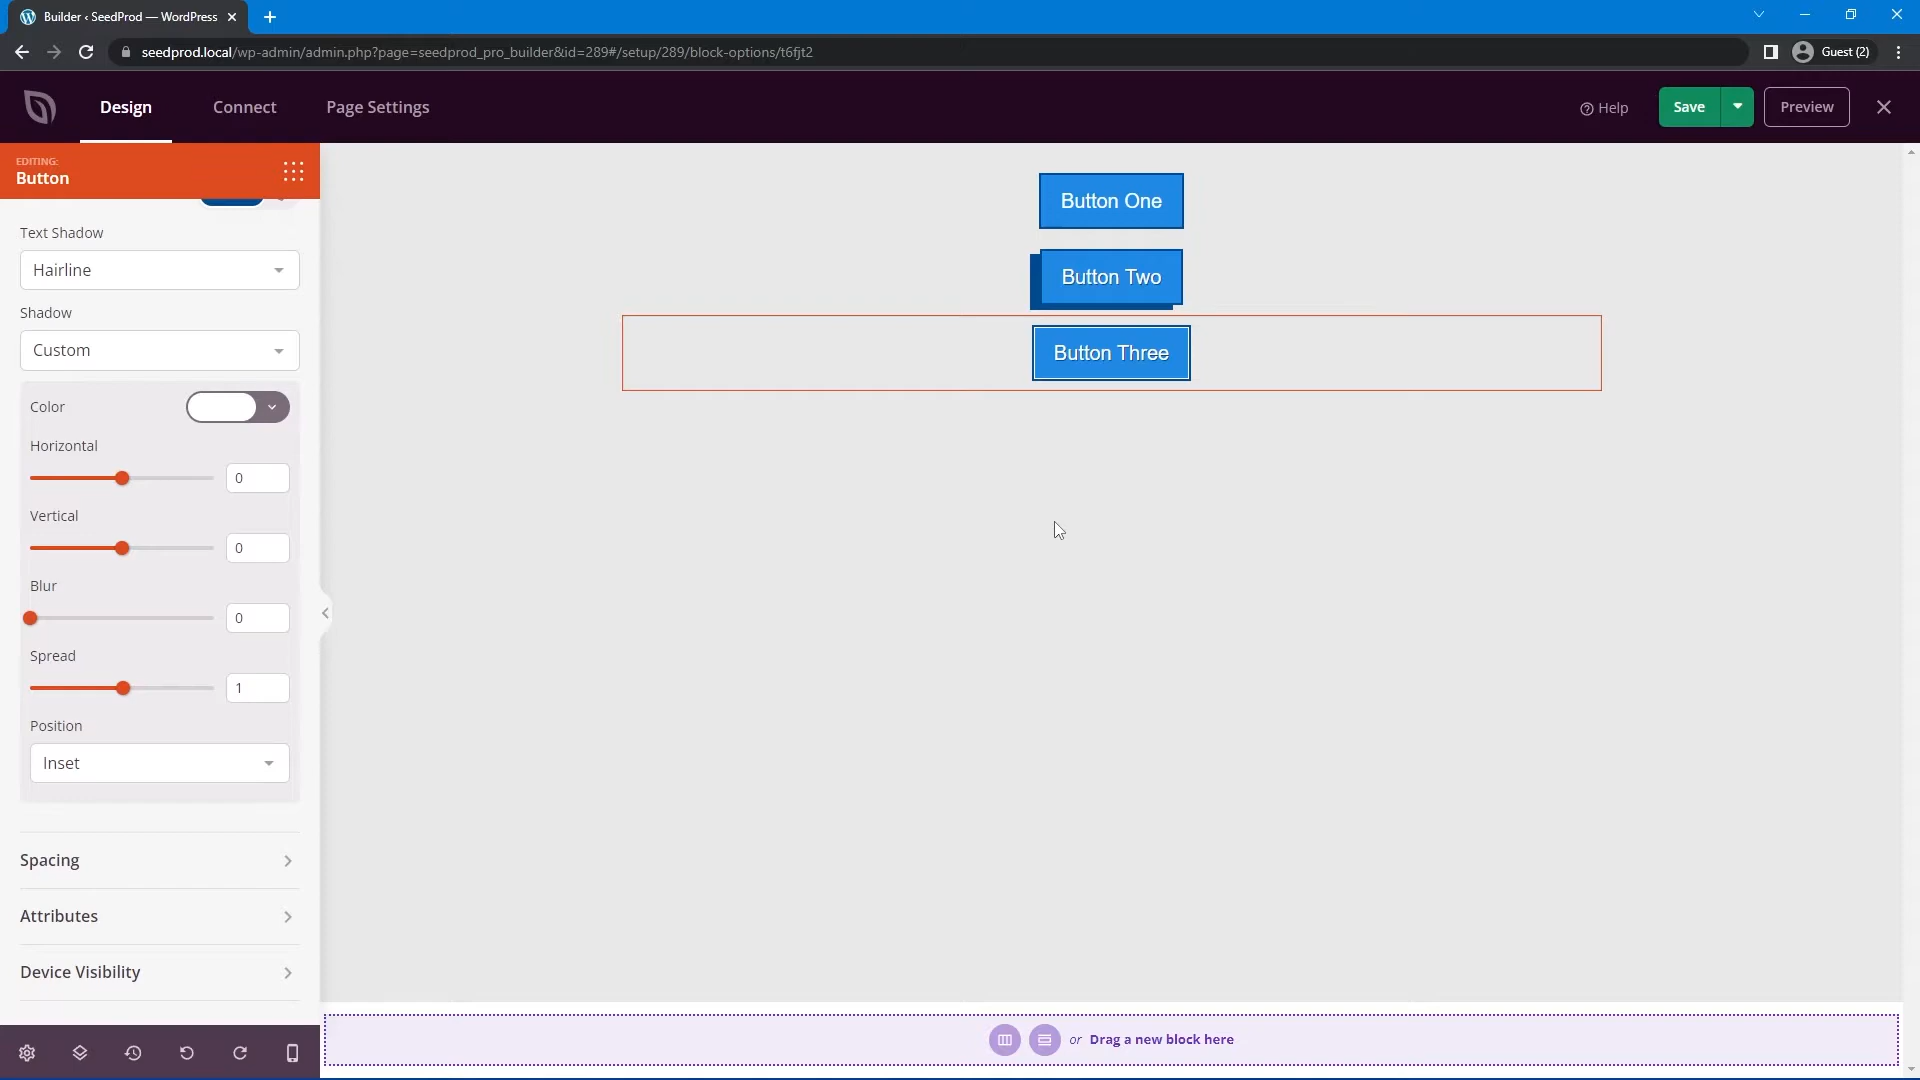 Builder ‹ SeedProd — WordPress
seedprod.local/wp-admin/admin.php?page=seedprod_pro_builder&id=289#/setup/289/block-options/t6fjt2
Guest (2)
Design
Connect
Page Settings
Help
Save
Preview
EDITING:
Button
Text Shadow
Hairline
Shadow
Custom
Color
Horizontal
0
Vertical
0
Blur
0
Spread
1
Position
Inset
Spacing
Attributes
Device Visibility
Button One
Button Two
Button Three
or Drag a new block here